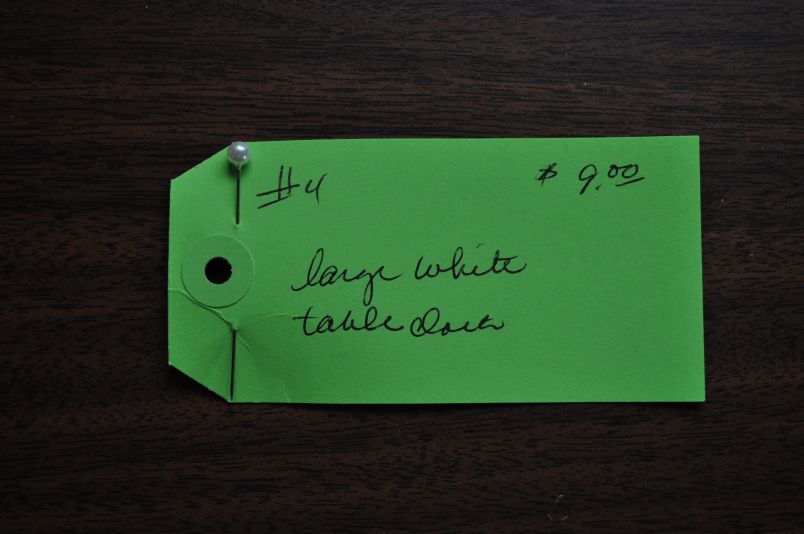 #4 $ 9.00
large white
table cloth